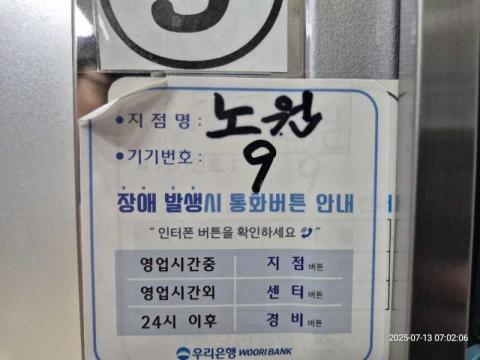 • 지점명 : 노원
• 기기번호 : 9
장애 발생시 통화버튼 안내
"인터폰 버튼을 확인하세요"
영업시간중 지점버튼
영업시간외 센터버튼
24시 이후 경비버튼
우리은행 WOORI BANK
2025-07-13 07:02:06